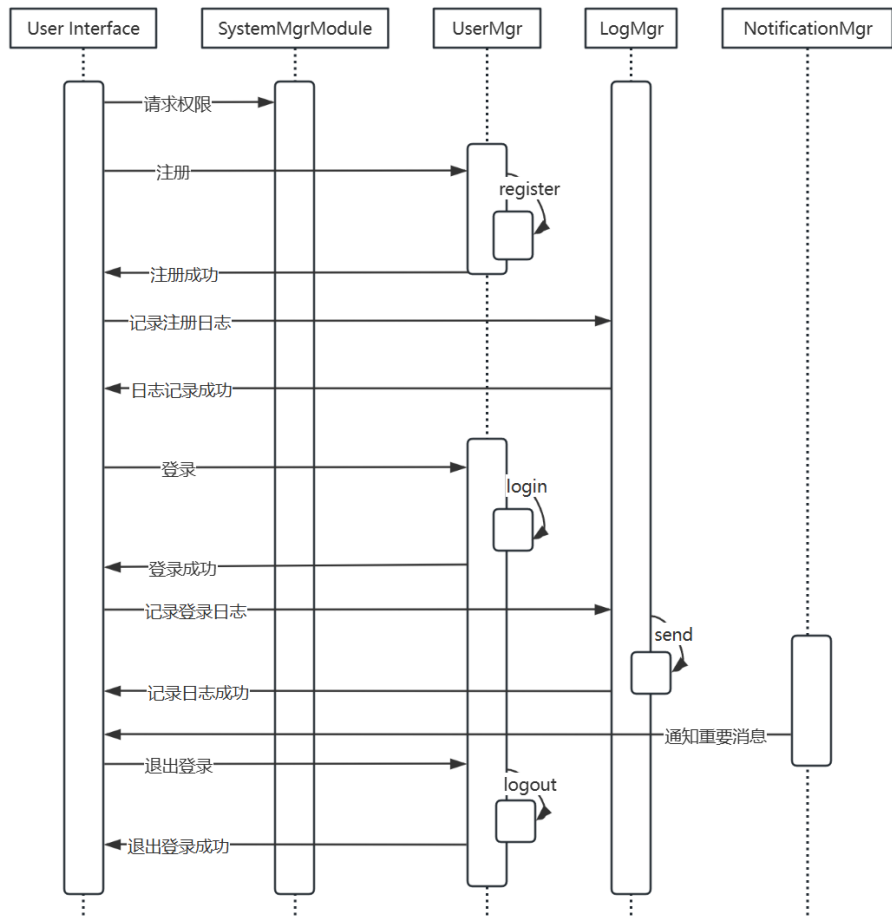 User Interface
SystemMgrModule
UserMgr
LogMgr
NotificationMgr
请求权限
注册
register
注册成功
记录注册日志
日志记录成功
登录
login
登录成功
记录登录日志
send
记录日志成功
通知重要消息
退出登录
logout
退出登录成功